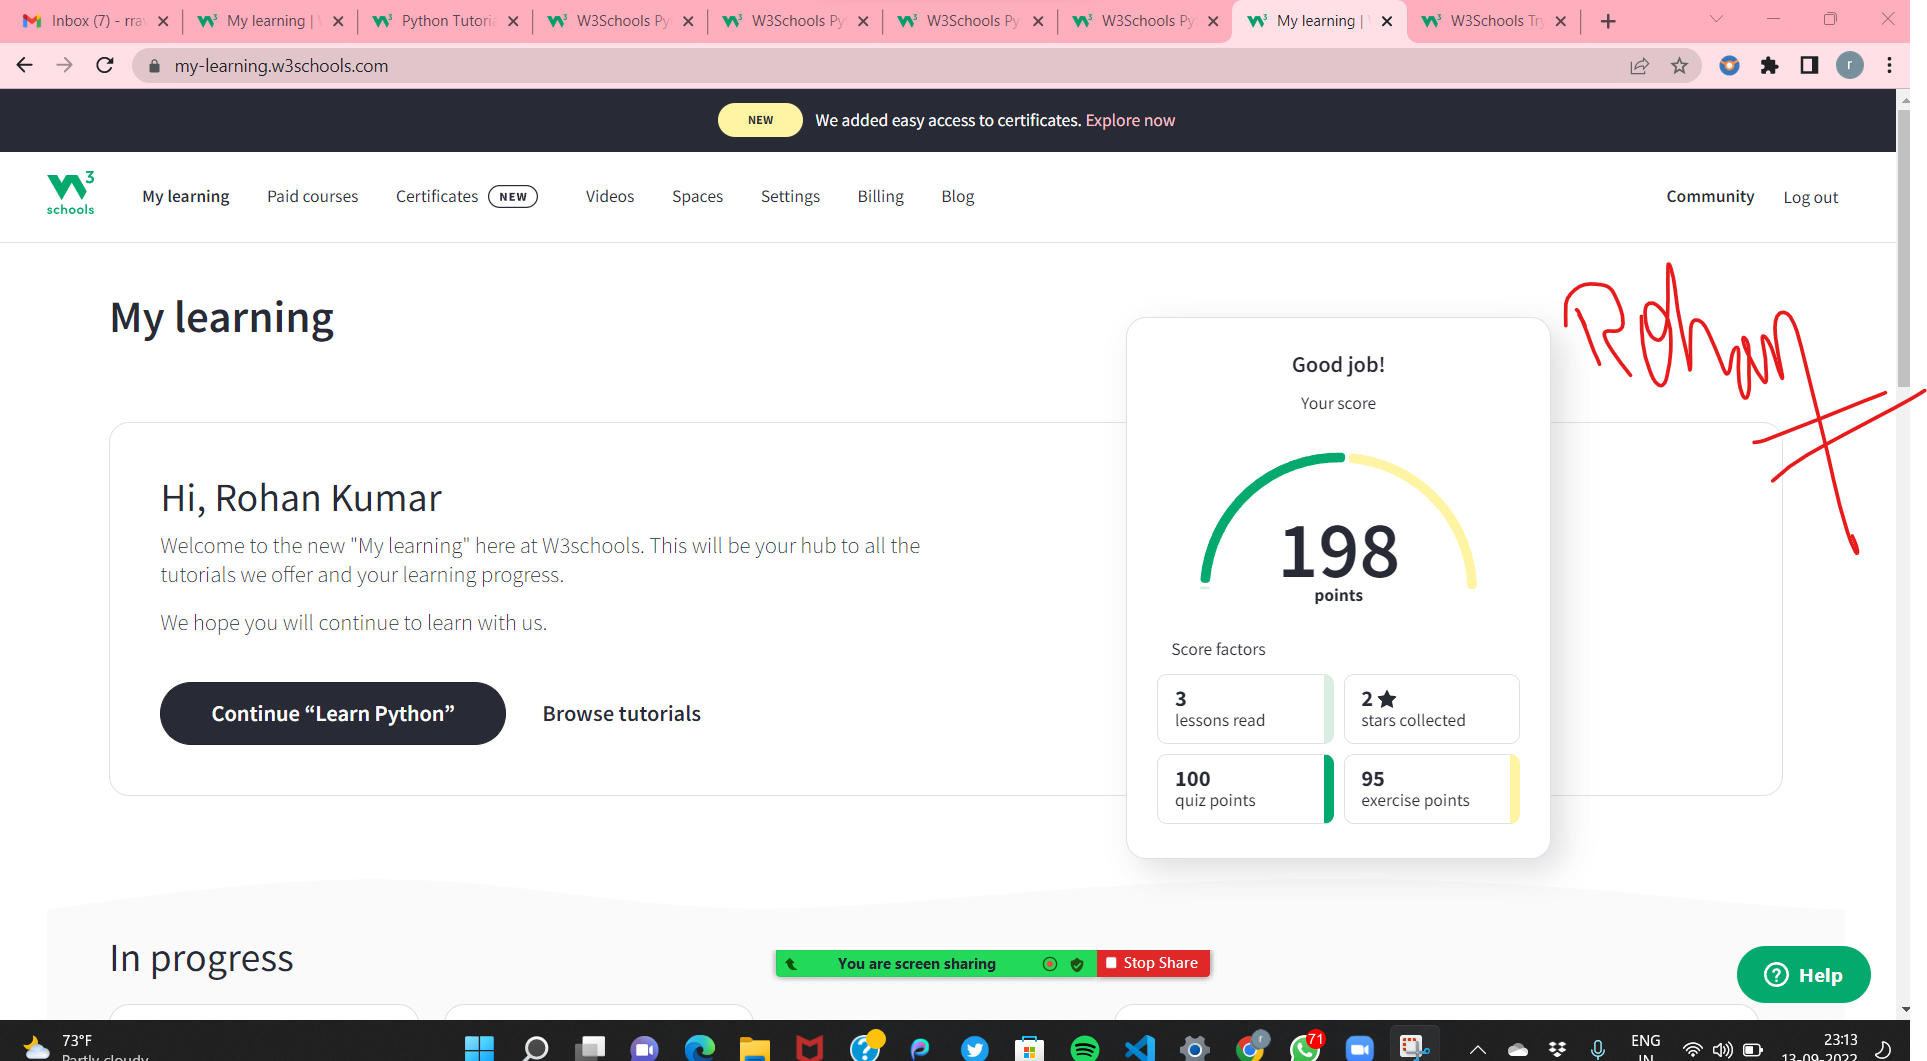 Inbox (7) - rra
My learning |
Python Tutoria
W3Schools Py
W3Schools Py
W3Schools Py
W3Schools Py
My learning |
W3Schools Try
my-learning.w3schools.com
r
NEW We added easy access to certificates. Explore now
W3 schools
My learning Paid courses Certificates NEW Videos Spaces Settings Billing Blog Community Log out
Rohan
My learning
Good job!
Your score
198
points
Score factors
3
lessons read
2
stars collected
100
quiz points
95
exercise points
Hi, Rohan Kumar
Welcome to the new "My learning" here at W3schools. This will be your hub to all the
tutorials we offer and your learning progress.
We hope you will continue to learn with us.
Continue “Learn Python” Browse tutorials
In progress
You are screen sharing Stop Share
Help
73°F
Partly cloudy
71
ENG
IN
23:13
13-09-2022